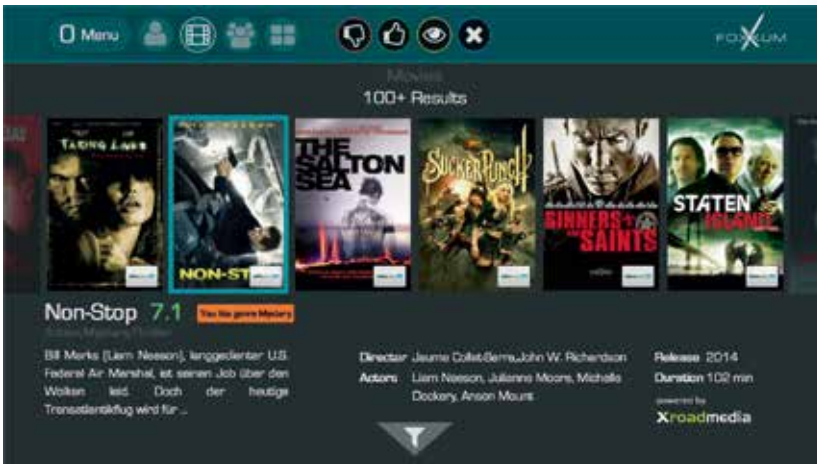 0 Menu
FOXXUM
Movies
100+ Results
TAKING LIVES
THE
SALTON
SEA
SUCKER PUNCH
SINNERS AND
SAINTS
STATEN
ISLAND
NON-ST
Non-Stop 7.1 You like genre Mystery
Action, Mystery, Thriller
Bill Marks (Liam Neeson), langgedienter U.S.
Federal Air Marshal, ist seinen Job über den
Wolken leid. Doch der heutige
Transatlantikflug wird für ...
Director Jaume Collet-Serra, John W. Richardson
Actors Liam Neeson, Julianne Moore, Michelle
Dockery, Anson Mount
Release 2014
Duration 102 min
powered by
Xroadmedia